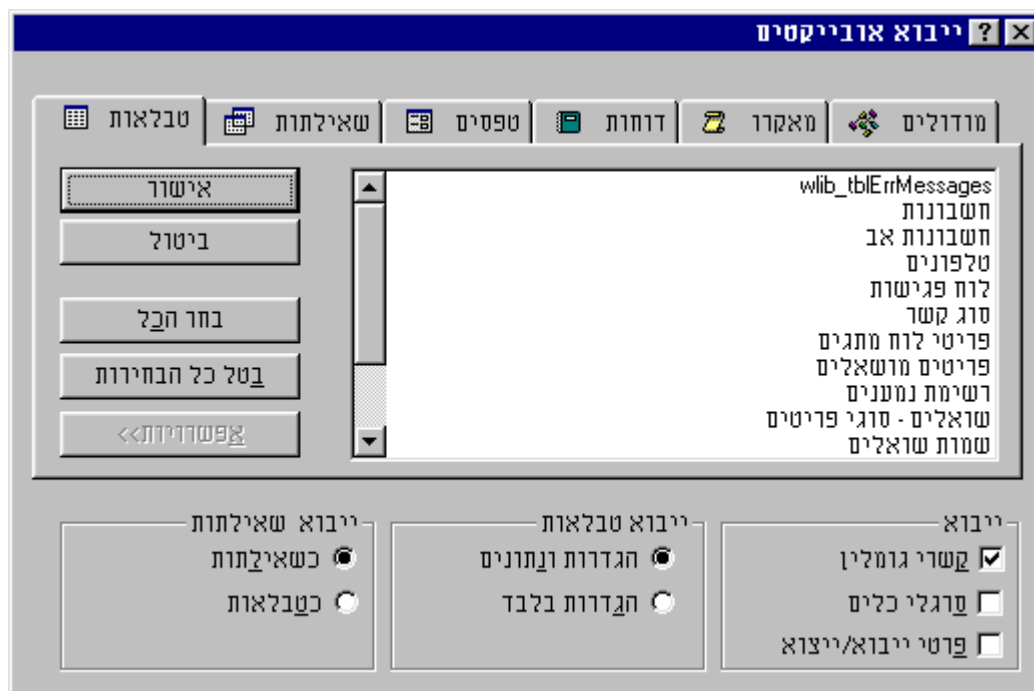 ייבוא אובייקטים
טבלאות
שאילתות
טפסים
דוחות
מאקרו
מודולים
אישור
ביטול
בחר הכל
בטל כל הבחירות
אפשרויות>>
wlib_tblErrMessages
חשבונות
חשבונות אב
טלפונים
לוח פגישות
סוג קשר
פריטי לוח מתגים
פריטים מושאלים
רשימת נמענים
שואלים - סוגי פריטים
שמות שואלים
ייבוא
קשרי גומלין
סרגלי כלים
פרטי ייבוא/ייצוא
ייבוא טבלאות
הגדרות ונתונים
הגדרות בלבד
ייבוא שאילתות
כשאילתות
כטבלאות